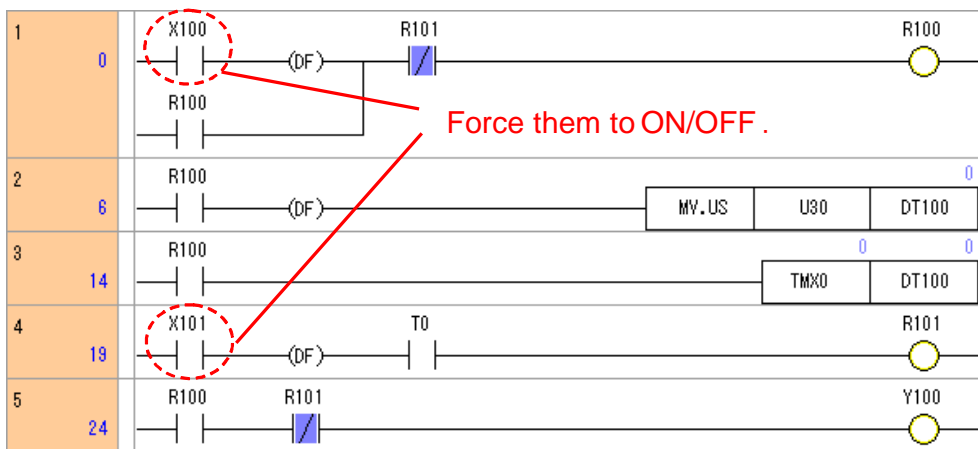 1 X100 R101 R100
0 (DF)
R100
Force them to ON/OFF .
2 R100 0
6 (DF) MV.US U30 DT100
3 R100 0 0
14 TMX0 DT100
4 X101 T0 R101
19 (DF)
5 R100 R101 Y100
24